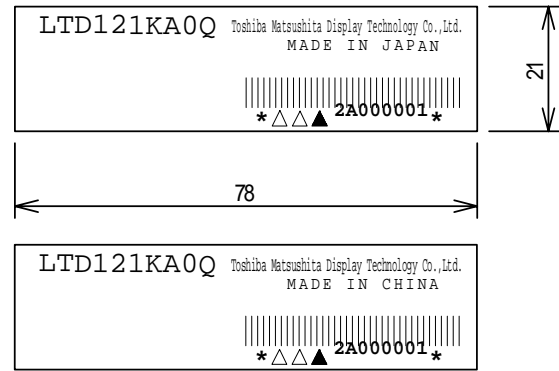 LTD121KA0Q Toshiba Matsushita Display Technology Co.,Ltd.
MADE IN JAPAN
*△△▲ 2A000001 *
21
78
LTD121KA0Q Toshiba Matsushita Display Technology Co.,Ltd.
MADE IN CHINA
*△△▲ 2A000001 *